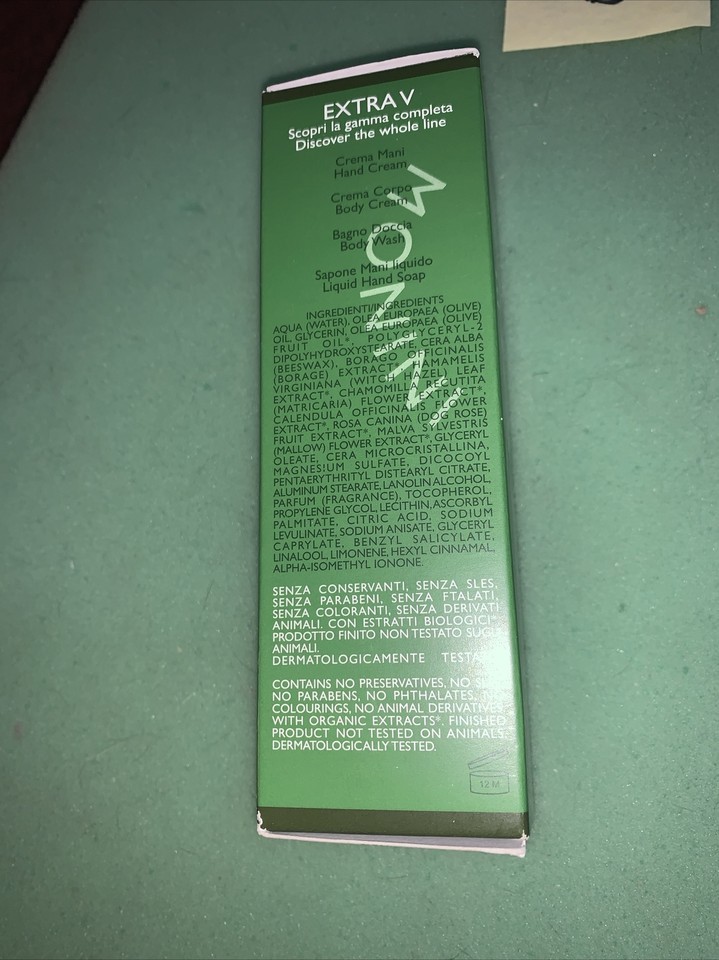 EXTRA V
Scopri la gamma completa
Discover the whole line
Crema Mani
Hand Cream
Crema Corpo
Body Cream
Bagno Doccia
Body Wash
Sapone Mani liquido
Liquid Hand Soap
MONINI
INGREDIENTI/INGREDIENTS
AQUA (WATER), OLEA EUROPAEA (OLIVE)
OIL, GLYCERIN, OLEA EUROPAEA (OLIVE)
FRUIT OIL*, POLYGLYCERYL-2
DIPOLYHYDROXYSTEARATE, CERA ALBA
(BEESWAX), BORAGO OFFICINALIS
(BORAGE) EXTRACT*, HAMAMELIS
VIRGINIANA (WITCH HAZEL) LEAF
EXTRACT*, CHAMOMILLA RECUTITA
(MATRICARIA) FLOWER EXTRACT*,
CALENDULA OFFICINALIS FLOWER
EXTRACT*, ROSA CANINA (DOG ROSE)
FRUIT EXTRACT*, MALVA SYLVESTRIS
(MALLOW) FLOWER EXTRACT*, GLYCERYL
OLEATE, CERA MICROCRISTALLINA,
MAGNESIUM SULFATE, DICOCOYL
PENTAERYTHRITYL DISTEARYL CITRATE,
ALUMINUM STEARATE, LANOLIN ALCOHOL,
PARFUM (FRAGRANCE), TOCOPHEROL,
PROPYLENE GLYCOL, LECITHIN, ASCORBYL
PALMITATE, CITRIC ACID, SODIUM
LEVULINATE, SODIUM ANISATE, GLYCERYL
CAPRYLATE, BENZYL SALICYLATE,
LINALOOL, LIMONENE, HEXYL CINNAMAL,
ALPHA-ISOMETHYL IONONE.
SENZA CONSERVANTI, SENZA SLES,
SENZA PARABENI, SENZA FTALATI,
SENZA COLORANTI, SENZA DERIVATI
ANIMALI. CON ESTRATTI BIOLOGICI*
PRODOTTO FINITO NON TESTATO SUGLI
ANIMALI.
DERMATOLOGICAMENTE
CONTAINS NO PRESERVATIVES, NO
NO PARABENS, NO PHTHALATES, NO
COLOURINGS, NO ANIMAL DERIVATIVES
WITH ORGANIC EXTRACTS*. FINISHED
PRODUCT NOT TESTED ON ANIMALS.
DERMATOLOGICALLY TESTED.
12 M